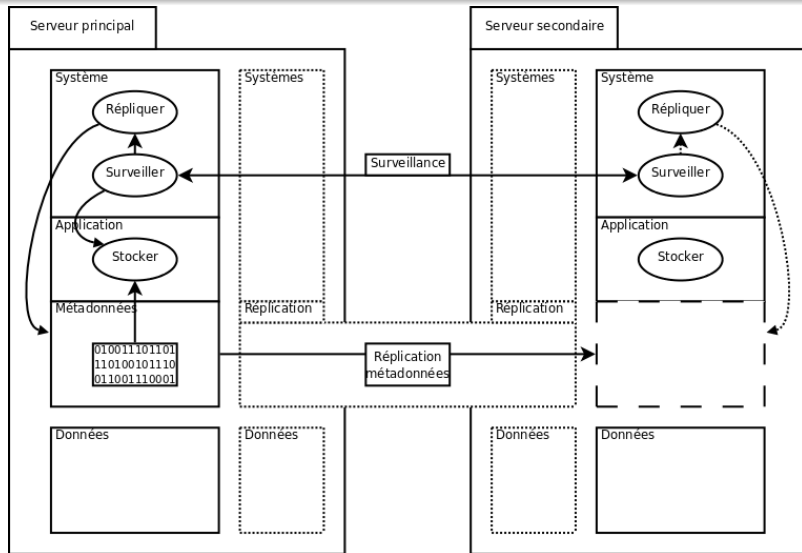 Serveur principal
Serveur secondaire
Système
Systèmes
Systèmes
Système
Répliquer
Répliquer
Surveillance
Surveiller
Surveiller
Application
Application
Stocker
Stocker
Métadonnées
Réplication
Réplication
010011101101
110100101110
011001110001
Réplication
métadonnées
Données
Données
Données
Données